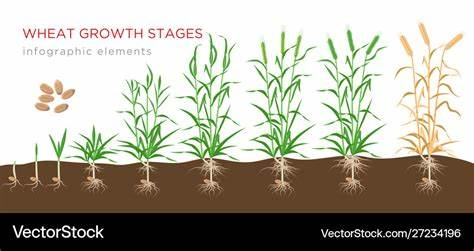 WHEAT GROWTH STAGES
infographic elements
VectorStock®
VectorStock.com/27234196